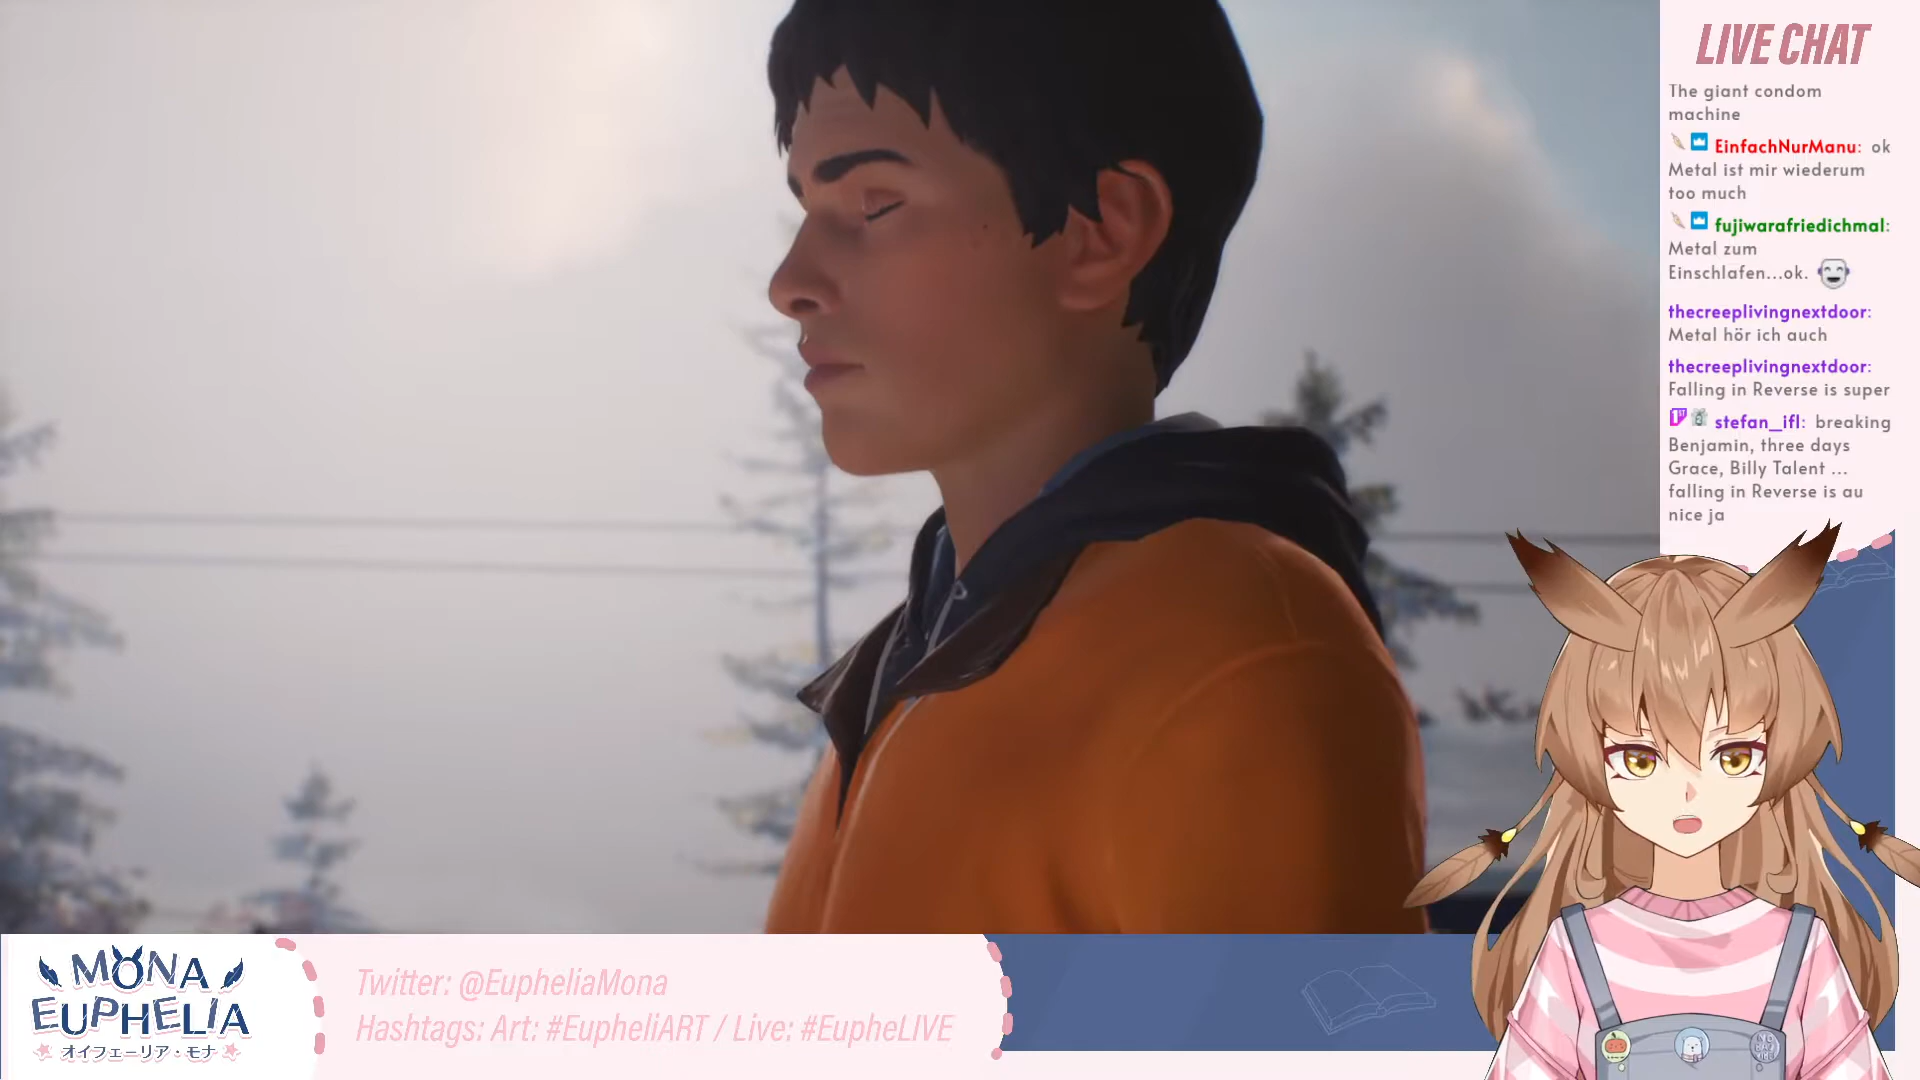 LIVE CHAT
The giant condom
machine
EinfachNurManu: ok
Metal ist mir wiederum
too much
fujiwarafriedichmal:
Metal zum
Einschlafen...ok.
thecreeplivingnextdoor:
Metal hör ich auch
thecreeplivingnextdoor:
Falling in Reverse is super
stefan_ifl: breaking
Benjamin, three days
Grace, Billy Talent ...
falling in Reverse is au
nice ja
MONA
EUPHELIA
オイフェーリア・モナ
Twitter: @EupheliaMona
Hashtags: Art: #EupheliART / Live: #EupheLIVE